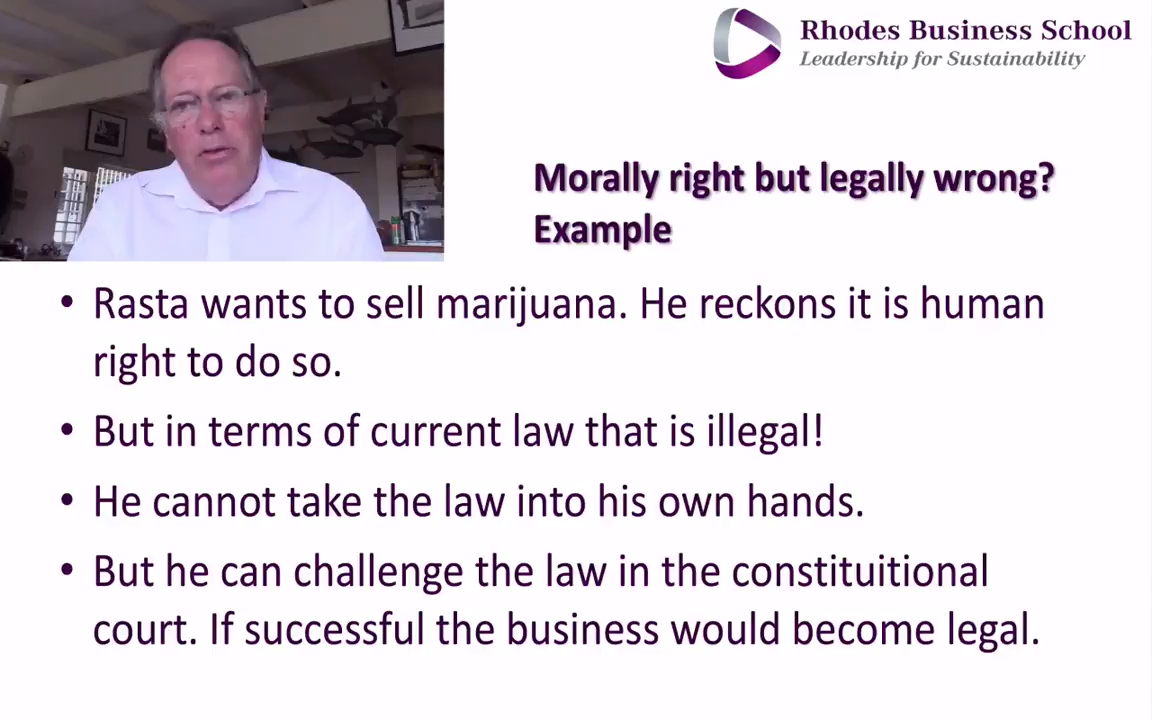 Rhodes Business School
Leadership for Sustainability
Morally right but legally wrong?
Example
• Rasta wants to sell marijuana. He reckons it is human
right to do so.
• But in terms of current law that is illegal!
• He cannot take the law into his own hands.
• But he can challenge the law in the constituitional
court. If successful the business would become legal.